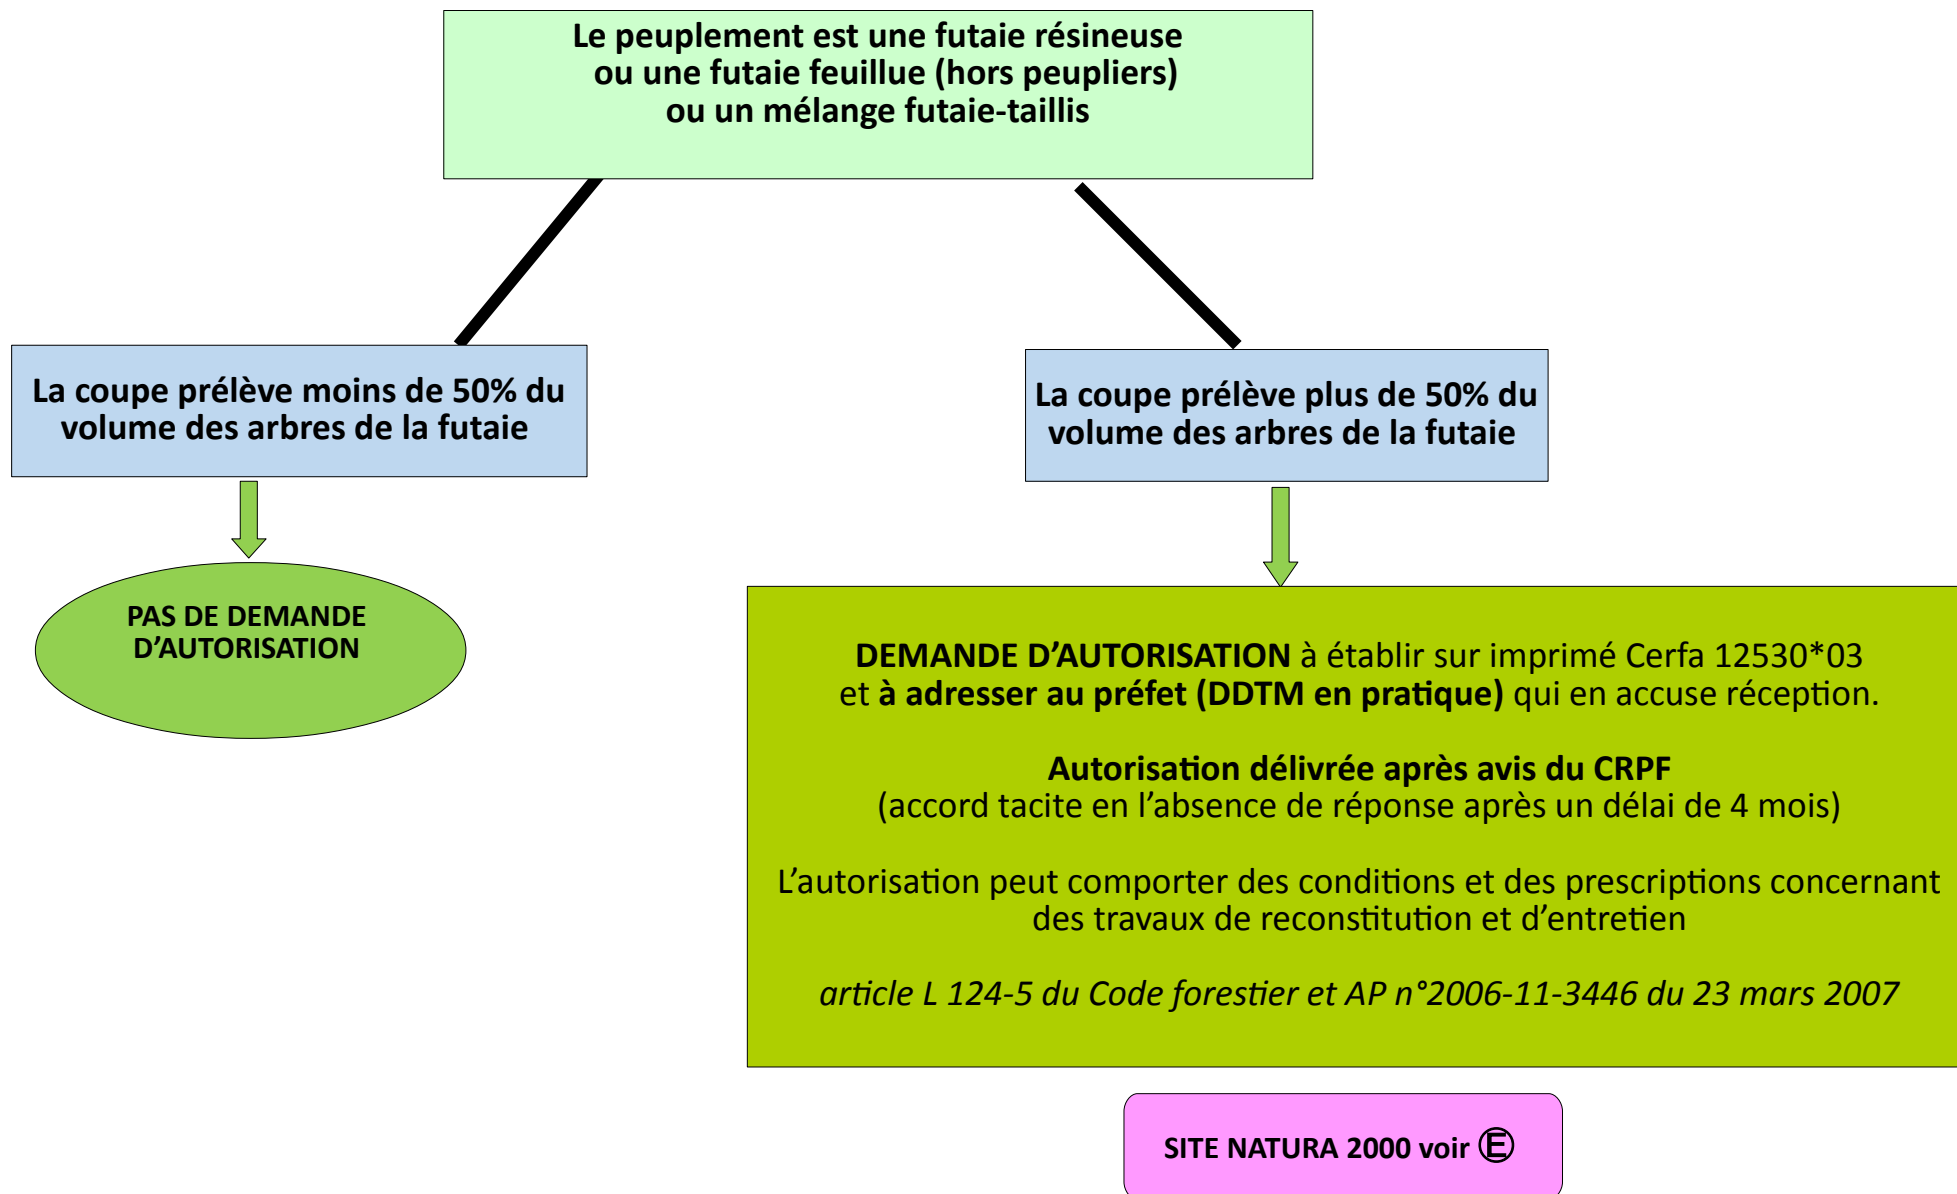 Le peuplement est une futaie résineuse
ou une futaie feuillue (hors peupliers)
ou un mélange futaie-taillis
La coupe prélève moins de 50% du
volume des arbres de la futaie
La coupe prélève plus de 50% du
volume des arbres de la futaie
PAS DE DEMANDE
D’AUTORISATION
DEMANDE D’AUTORISATION à établir sur imprimé Cerfa 12530*03
et à adresser au préfet (DDTM en pratique) qui en accuse réception.
Autorisation délivrée après avis du CRPF
(accord tacite en l’absence de réponse après un délai de 4 mois)
L’autorisation peut comporter des conditions et des prescriptions concernant
des travaux de reconstitution et d’entretien
article L 124-5 du Code forestier et AP n°2006-11-3446 du 23 mars 2007
SITE NATURA 2000 voir Ⓔ